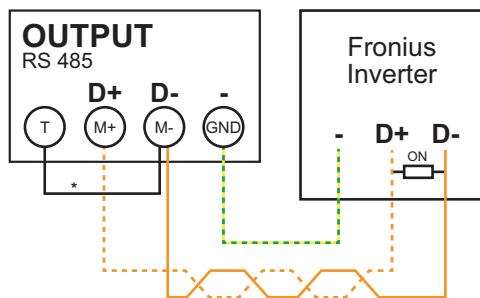 OUTPUT
RS 485
D+ D- -
T M+ M- GND
*
Fronius
Inverter
- D+ D-
ON